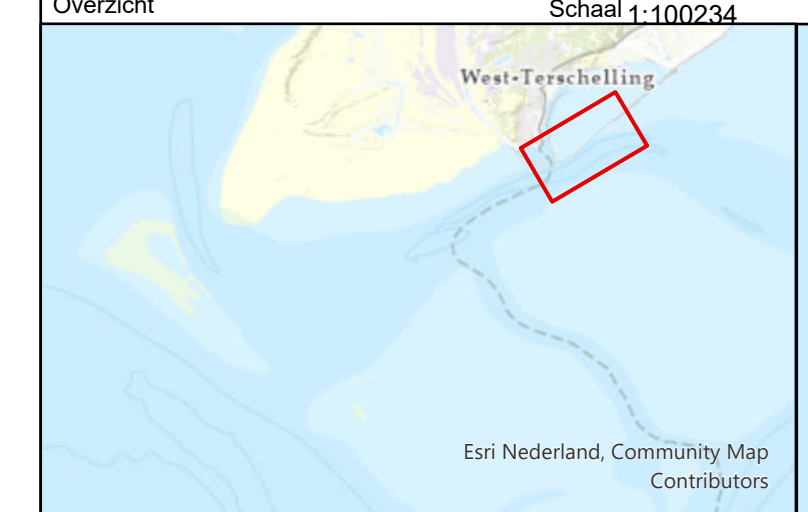 Overzicht
Schaal 1:100234
West-Terschelling
Esri Nederland, Community Map
Contributors